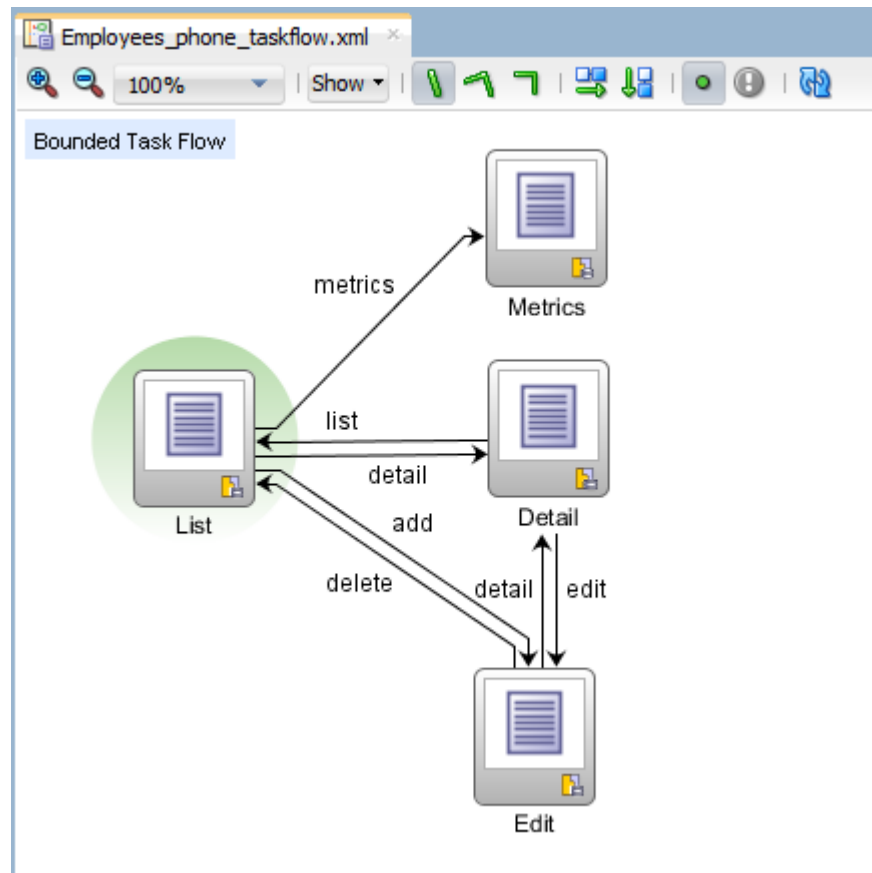 Employees_phone_taskflow.xml
100%
Show
Bounded Task Flow
metrics
Metrics
list
detail
List
Detail
add
delete
detail
edit
Edit